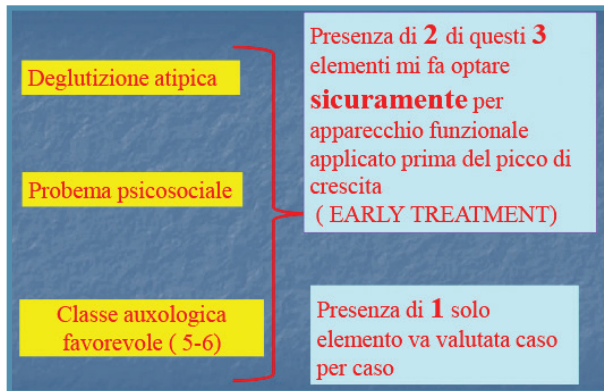 Deglutizione atipica
Probema psicosociale
Classe auxologica
favorevole ( 5-6)
Presenza di 2 di questi 3
elementi mi fa optare
sicuramente per
apparecchio funzionale
applicato prima del picco di
crescita
( EARLY TREATMENT)
Presenza di 1 solo
elemento va valutata caso
per caso